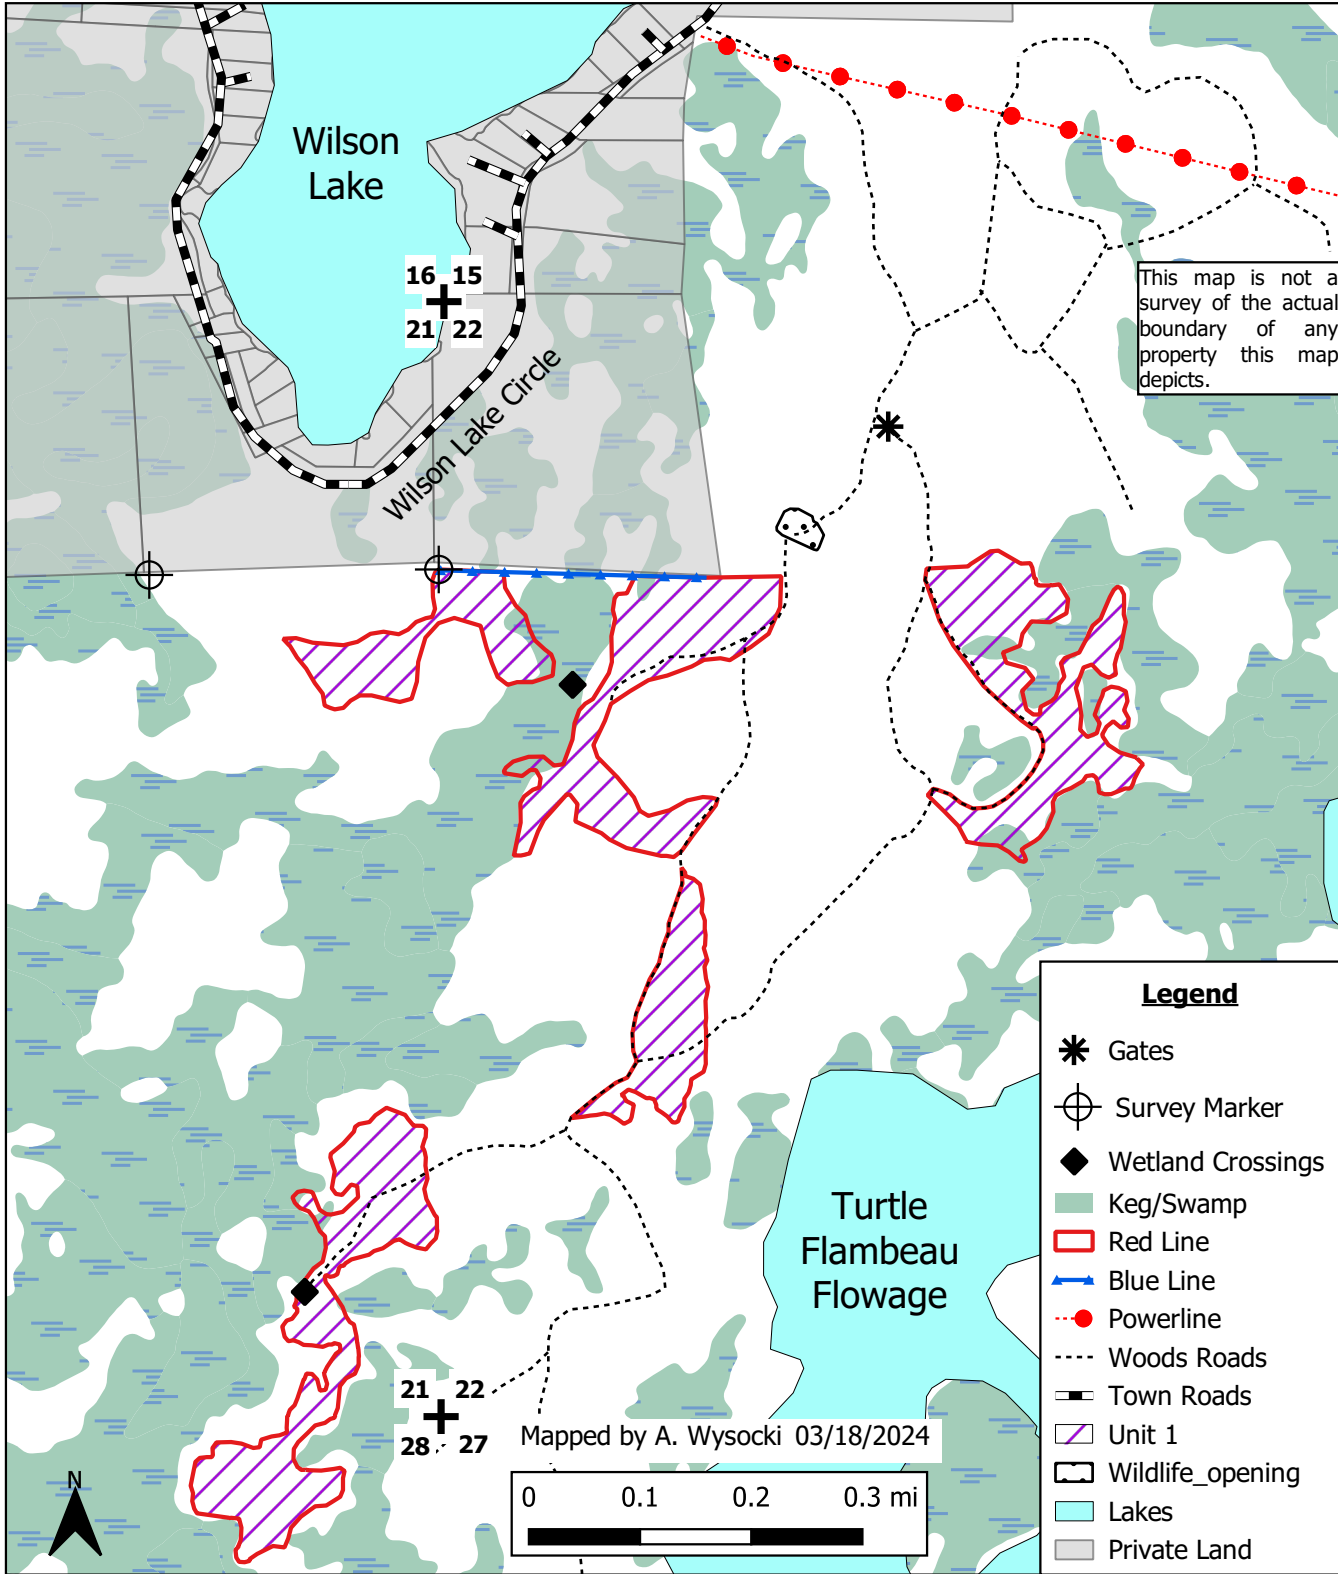 Wilson
Lake
16 15
21 22
Wilson Lake Circle
This map is not a
survey of the actual
boundary of any
property this map
depicts.
Turtle
Flambeau
Flowage
21 22
28 27
Mapped by A. Wysocki 03/18/2024
N
0 0.1 0.2 0.3 mi
Legend
Gates
Survey Marker
Wetland Crossings
Keg/Swamp
Red Line
Blue Line
Powerline
Woods Roads
Town Roads
Unit 1
Wildlife_opening
Lakes
Private Land